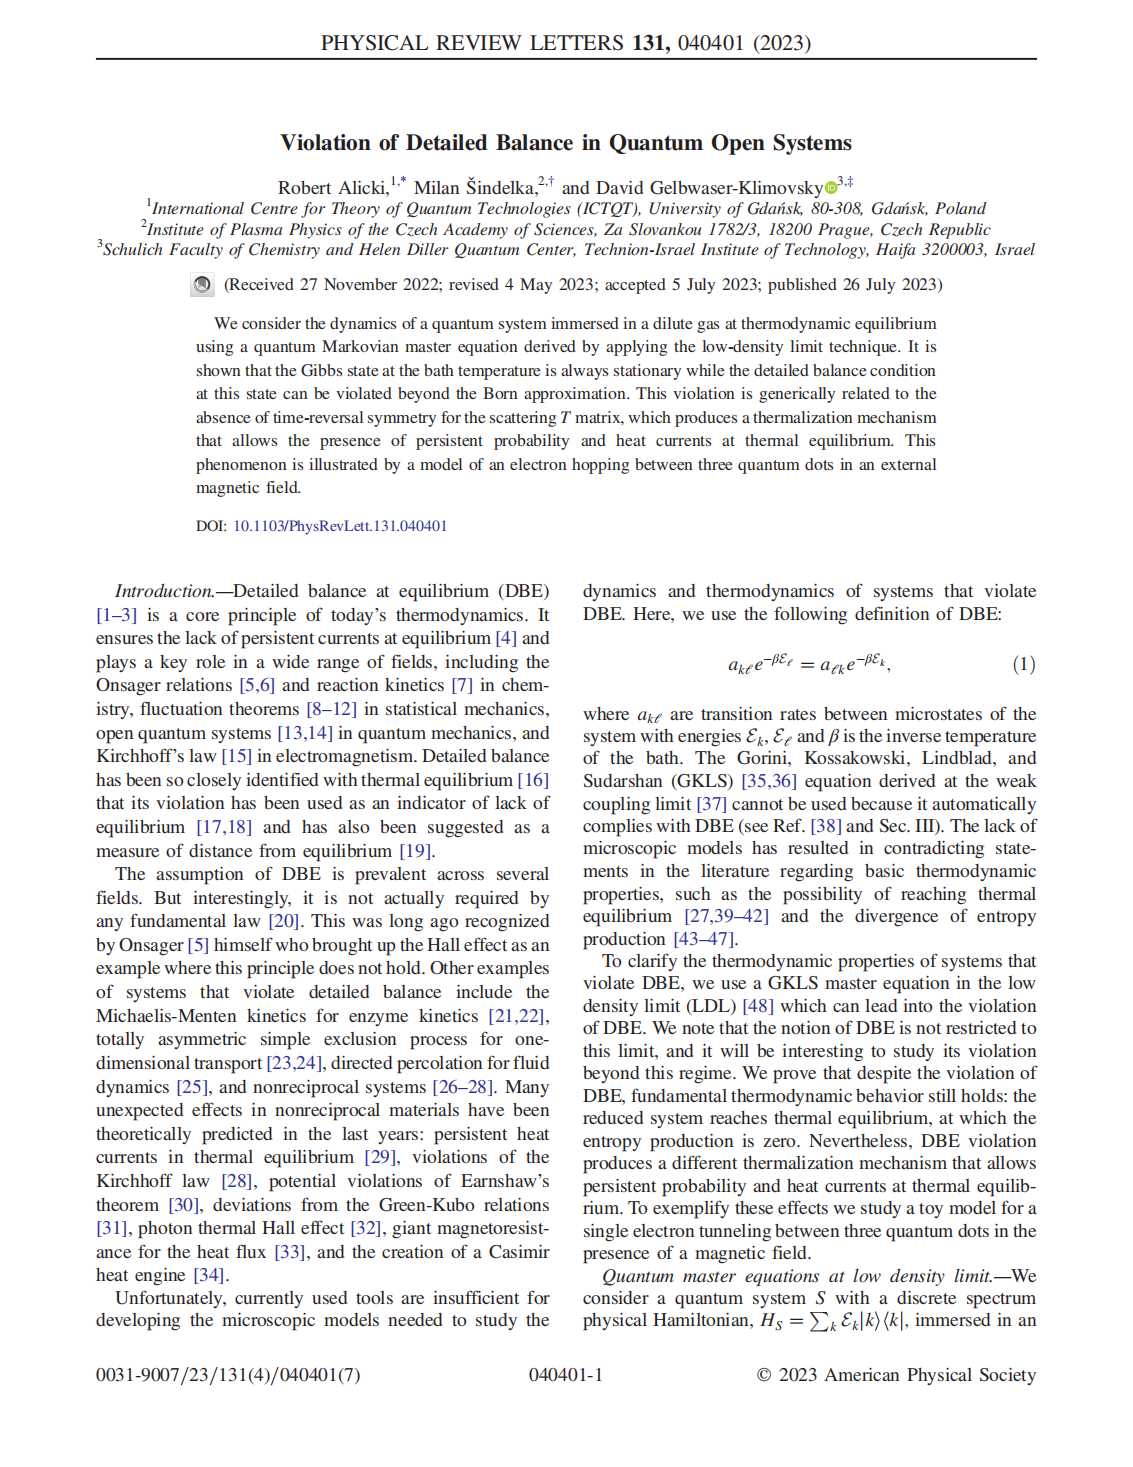 PHYSICAL REVIEW LETTERS 131, 040401 (2023)
Violation of Detailed Balance in Quantum Open Systems
Robert Alicki,1,* Milan Šindelka,2,† and David Gelbwaser-Klimovsky 3,‡
1International Centre for Theory of Quantum Technologies (ICTQT), University of Gdańsk, 80-308, Gdańsk, Poland
2Institute of Plasma Physics of the Czech Academy of Sciences, Za Slovankou 1782/3, 18200 Prague, Czech Republic
3Schulich Faculty of Chemistry and Helen Diller Quantum Center, Technion-Israel Institute of Technology, Haifa 3200003, Israel
(Received 27 November 2022; revised 4 May 2023; accepted 5 July 2023; published 26 July 2023)
We consider the dynamics of a quantum system immersed in a dilute gas at thermodynamic equilibrium
using a quantum Markovian master equation derived by applying the low-density limit technique. It is
shown that the Gibbs state at the bath temperature is always stationary while the detailed balance condition
at this state can be violated beyond the Born approximation. This violation is generically related to the
absence of time-reversal symmetry for the scattering T matrix, which produces a thermalization mechanism
that allows the presence of persistent probability and heat currents at thermal equilibrium. This
phenomenon is illustrated by a model of an electron hopping between three quantum dots in an external
magnetic field.
DOI: 10.1103/PhysRevLett.131.040401
Introduction.—Detailed balance at equilibrium (DBE)
[1–3] is a core principle of today's thermodynamics. It
ensures the lack of persistent currents at equilibrium [4] and
plays a key role in a wide range of fields, including the
Onsager relations [5,6] and reaction kinetics [7] in chem-
istry, fluctuation theorems [8–12] in statistical mechanics,
open quantum systems [13,14] in quantum mechanics, and
Kirchhoff's law [15] in electromagnetism. Detailed balance
has been so closely identified with thermal equilibrium [16]
that its violation has been used as an indicator of lack of
equilibrium [17,18] and has also been suggested as a
measure of distance from equilibrium [19].
The assumption of DBE is prevalent across several
fields. But interestingly, it is not actually required by
any fundamental law [20]. This was long ago recognized
by Onsager [5] himself who brought up the Hall effect as an
example where this principle does not hold. Other examples
of systems that violate detailed balance include the
Michaelis-Menten kinetics for enzyme kinetics [21,22],
totally asymmetric simple exclusion process for one-
dimensional transport [23,24], directed percolation for fluid
dynamics [25], and nonreciprocal systems [26–28]. Many
unexpected effects in nonreciprocal materials have been
theoretically predicted in the last years: persistent heat
currents in thermal equilibrium [29], violations of the
Kirchhoff law [28], potential violations of Earnshaw's
theorem [30], deviations from the Green-Kubo relations
[31], photon thermal Hall effect [32], giant magnetoresist-
ance for the heat flux [33], and the creation of a Casimir
heat engine [34].
Unfortunately, currently used tools are insufficient for
developing the microscopic models needed to study the
dynamics and thermodynamics of systems that violate
DBE. Here, we use the following definition of DBE:
aₖℓe^−βℰℓ = aℓₖe^−βℰₖ, (1)
where aₖℓ are transition rates between microstates of the
system with energies ℰₖ, ℰℓ and β is the inverse temperature
of the bath. The Gorini, Kossakowski, Lindblad, and
Sudarshan (GKLS) [35,36] equation derived at the weak
coupling limit [37] cannot be used because it automatically
complies with DBE (see Ref. [38] and Sec. III). The lack of
microscopic models has resulted in contradicting state-
ments in the literature regarding basic thermodynamic
properties, such as the possibility of reaching thermal
equilibrium [27,39–42] and the divergence of entropy
production [43–47].
To clarify the thermodynamic properties of systems that
violate DBE, we use a GKLS master equation in the low
density limit (LDL) [48] which can lead into the violation
of DBE. We note that the notion of DBE is not restricted to
this limit, and it will be interesting to study its violation
beyond this regime. We prove that despite the violation of
DBE, fundamental thermodynamic behavior still holds: the
reduced system reaches thermal equilibrium, at which the
entropy production is zero. Nevertheless, DBE violation
produces a different thermalization mechanism that allows
persistent probability and heat currents at thermal equilib-
rium. To exemplify these effects we study a toy model for a
single electron tunneling between three quantum dots in the
presence of a magnetic field.
Quantum master equations at low density limit.—We
consider a quantum system S with a discrete spectrum
physical Hamiltonian, H_S = ∑ₖ ℰₖ|k⟩⟨k|, immersed in an
0031-9007/23/131(4)/040401(7)
040401-1
© 2023 American Physical Society